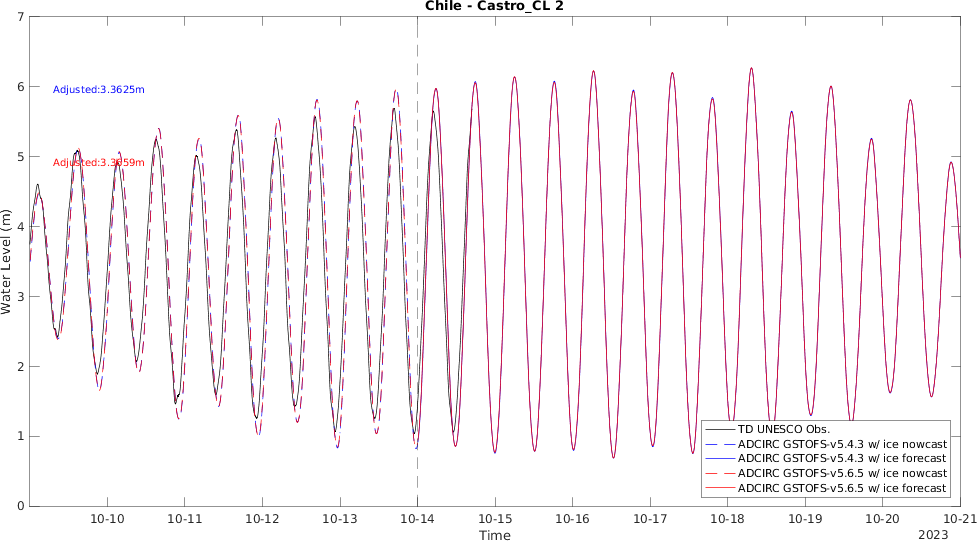 Chile - Castro_CL 2
7
6
5
4
3
2
1
0
Water Level (m)
Adjusted:3.3625m
Adjusted:3.3959m
TD UNESCO Obs.
ADCIRC GSTOFS-v5.4.3 w/ ice nowcast
ADCIRC GSTOFS-v5.4.3 w/ ice forecast
ADCIRC GSTOFS-v5.6.5 w/ ice nowcast
ADCIRC GSTOFS-v5.6.5 w/ ice forecast
10-10 10-11 10-12 10-13 10-14 10-15 10-16 10-17 10-18 10-19 10-20 10-21
Time
2023